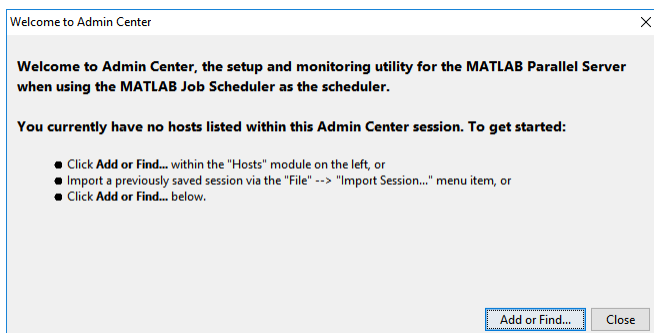 Welcome to Admin Center
Welcome to Admin Center, the setup and monitoring utility for the MATLAB Parallel Server
when using the MATLAB Job Scheduler as the scheduler.
You currently have no hosts listed within this Admin Center session. To get started:
● Click Add or Find... within the "Hosts" module on the left, or
● Import a previously saved session via the "File" --> "Import Session..." menu item, or
● Click Add or Find... below.
Add or Find... Close